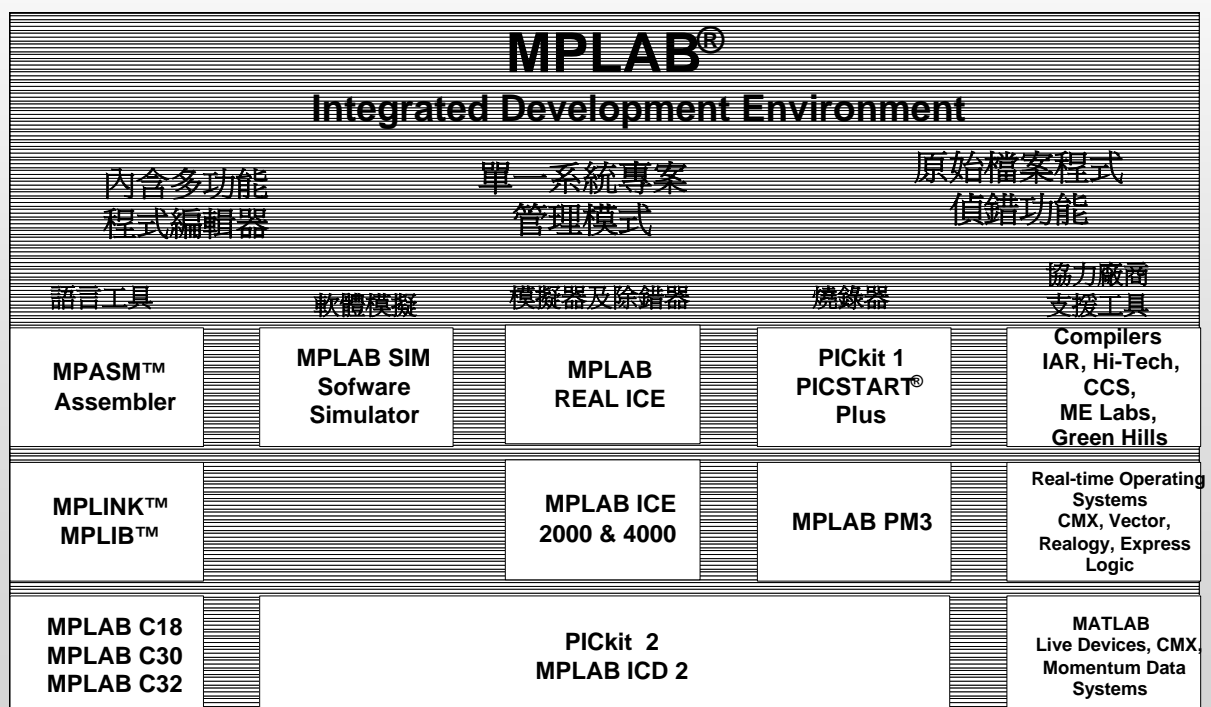 MPLAB®
Integrated Development Environment
內含多功能
程式編輯器
單一系統專案
管理模式
原始檔案程式
偵錯功能
語言工具
軟體模擬
模擬器及除錯器
燒錄器
協力廠商
支援工具
MPASM™
Assembler
MPLAB SIM
Sofware
Simulator
MPLAB
REAL ICE
PICkit 1
PICSTART®
Plus
Compilers
IAR, Hi-Tech,
CCS,
ME Labs,
Green Hills
MPLINK™
MPLIB™
MPLAB ICE
2000 & 4000
MPLAB PM3
Real-time Operating
Systems
CMX, Vector,
Realogy, Express
Logic
MPLAB C18
MPLAB C30
MPLAB C32
PICkit 2
MPLAB ICD 2
MATLAB
Live Devices, CMX,
Momentum Data
Systems